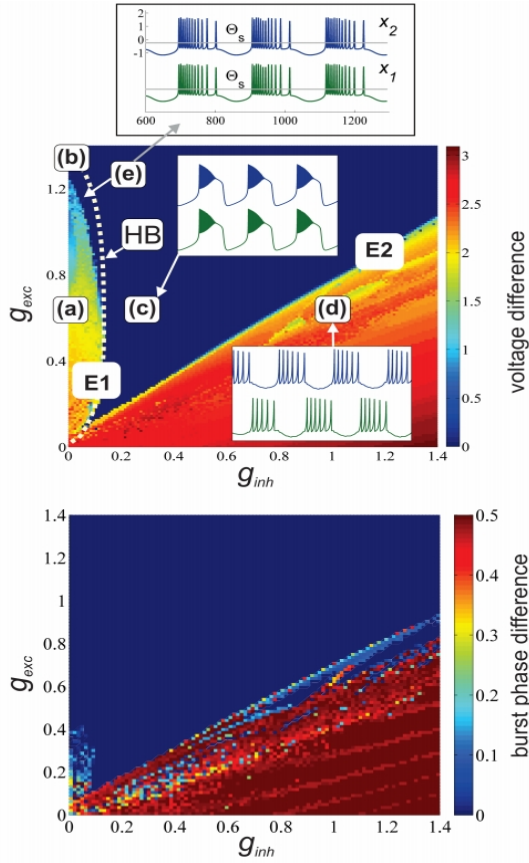 2
1
0
-1
Θs
x2
Θs
x1
600
800
1000
1200
(b)
(e)
1.2
HB
E2
0.8
gexc
(a)
(c)
(d)
0.4
E1
0
0
0.2
0.4
0.6
0.8
1.0
1.2
1.4
ginh
3
2.5
2
1.5
1
0.5
0
voltage difference
1.4
1.2
1
0.8
0.6
0.4
0.2
0
gexc
0
0.2
0.4
0.6
0.8
1
1.2
1.4
ginh
0.5
0.4
0.3
0.2
0.1
0
burst phase difference